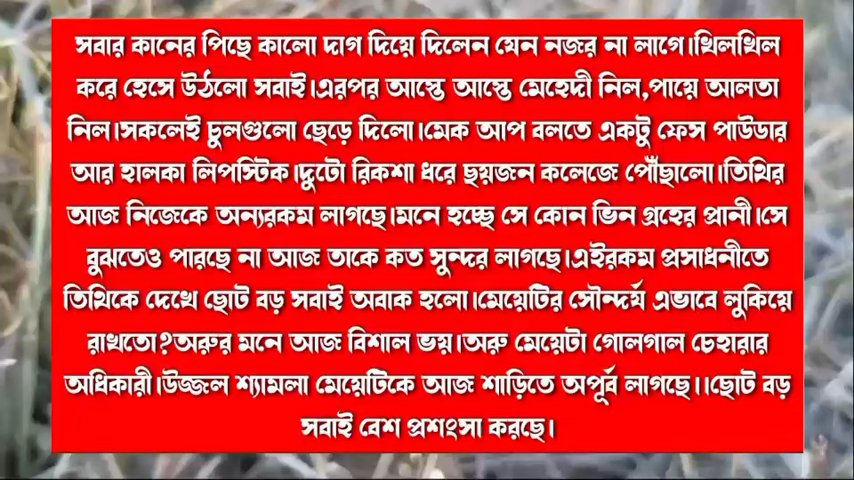 সবার কানের পিছে কালো দাগ দিয়ে দিলেন যেন নজর না লাগে।খিলখিল
করে হেসে উঠলো সবাই।এরপর আস্তে আস্তে মেহেদী নিল,পায়ে আলতা
নিল।সকলেই চুলগুলো ছেড়ে দিলো।মেক আপ বলতে একটু ফেস পাউডার
আর হালকা লিপস্টিক।দুটো রিকশা ধরে ছয়জন কলেজে পৌঁছালো।তিথির
আজ নিজেকে অন্যরকম লাগছে।মনে হচ্ছে সে কোন ভিন গ্রহের প্রানী।সে
বুঝতেও পারছে না আজ তাকে কত সুন্দর লাগছে।এইরকম প্রসাধনীতে
তিথিকে দেখে ছোট বড় সবাই অবাক হলো।মেয়েটির সৌন্দর্য এভাবে লুকিয়ে
রাখতো?অরুর মনে আজ বিশাল ভয়।অরু মেয়েটা গোলগাল চেহারার
অধিকারী।উজ্জল শ্যামলা মেয়েটিকে আজ শাড়িতে অপূর্ব লাগছে।।ছোট বড়
সবাই বেশ প্রশংসা করছে।